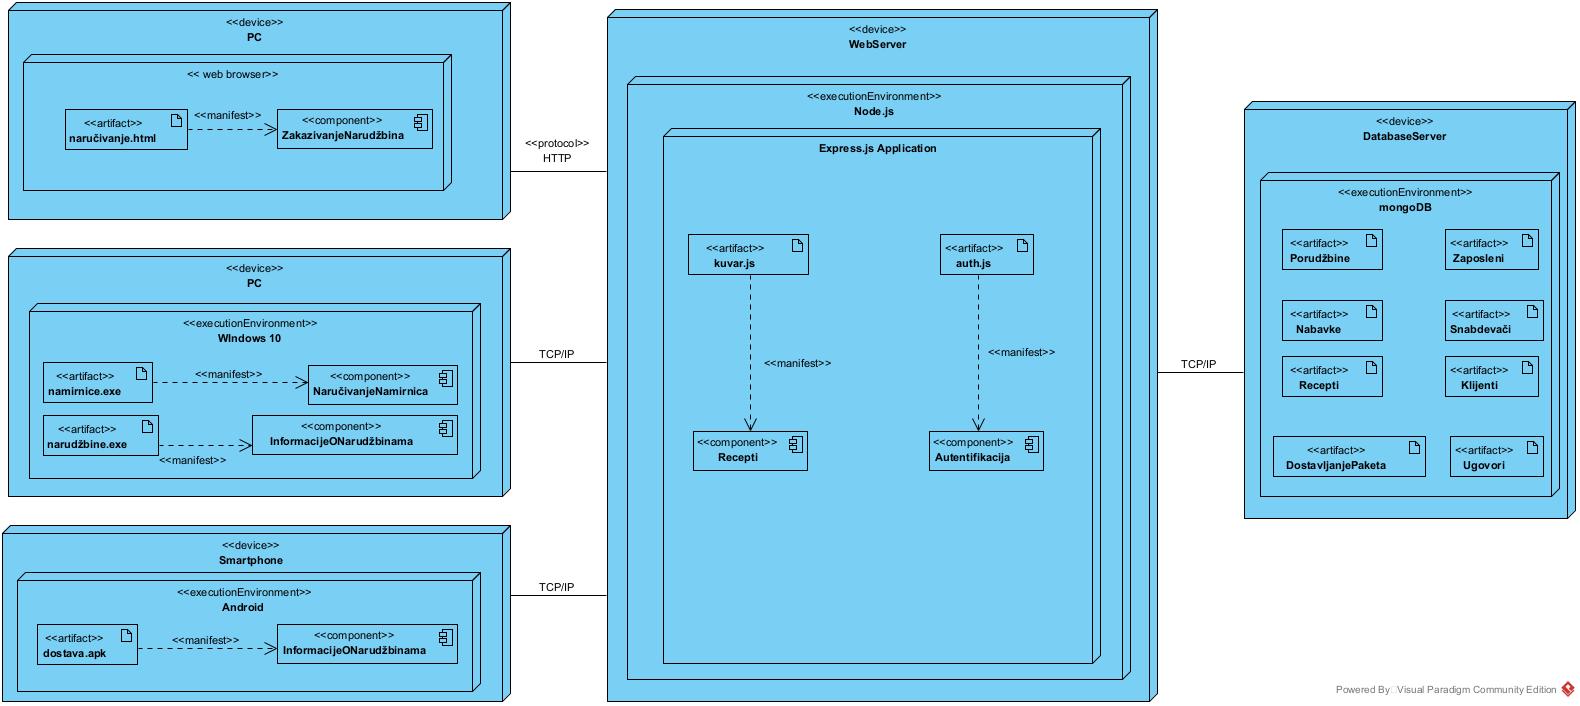 <<device>>
PC
<< web browser>>
<<artifact>>
naručivanje.html
<<manifest>>
<<component>>
ZakazivanjeNarudžbina
<<protocol>>
HTTP
<<device>>
PC
<<executionEnvironment>>
WIndows 10
<<artifact>>
namirnice.exe
<<manifest>>
<<component>>
NaručivanjeNamirnica
<<artifact>>
narudžbine.exe
<<manifest>>
<<component>>
InformacijeONarudžbinama
TCP/IP
<<device>>
Smartphone
<<executionEnvironment>>
Android
<<artifact>>
dostava.apk
<<manifest>>
<<component>>
InformacijeONarudžbinama
TCP/IP
<<device>>
WebServer
<<executionEnvironment>>
Node.js
Express.js Application
<<artifact>>
kuvar.js
<<artifact>>
auth.js
<<manifest>>
<<manifest>>
<<component>>
Recepti
<<component>>
Autentifikacija
TCP/IP
<<device>>
DatabaseServer
<<executionEnvironment>>
mongoDB
<<artifact>>
Porudžbine
<<artifact>>
Zaposleni
<<artifact>>
Nabavke
<<artifact>>
Snabdevači
<<artifact>>
Recepti
<<artifact>>
Klijenti
<<artifact>>
DostavljanjePaketa
<<artifact>>
Ugovori
Powered By Visual Paradigm Community Edition